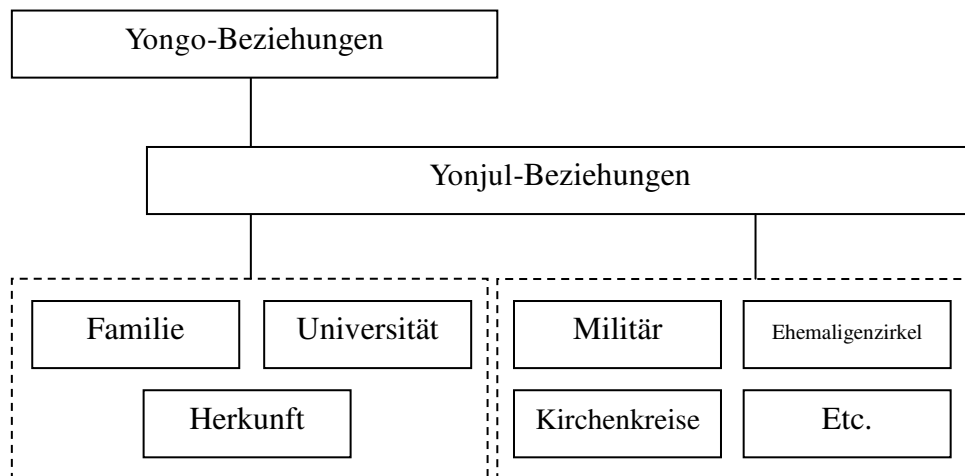 Yongo-Beziehungen
Yonjul-Beziehungen
Familie
Universität
Herkunft
Militär
Ehemaligenzirkel
Kirchenkreise
Etc.